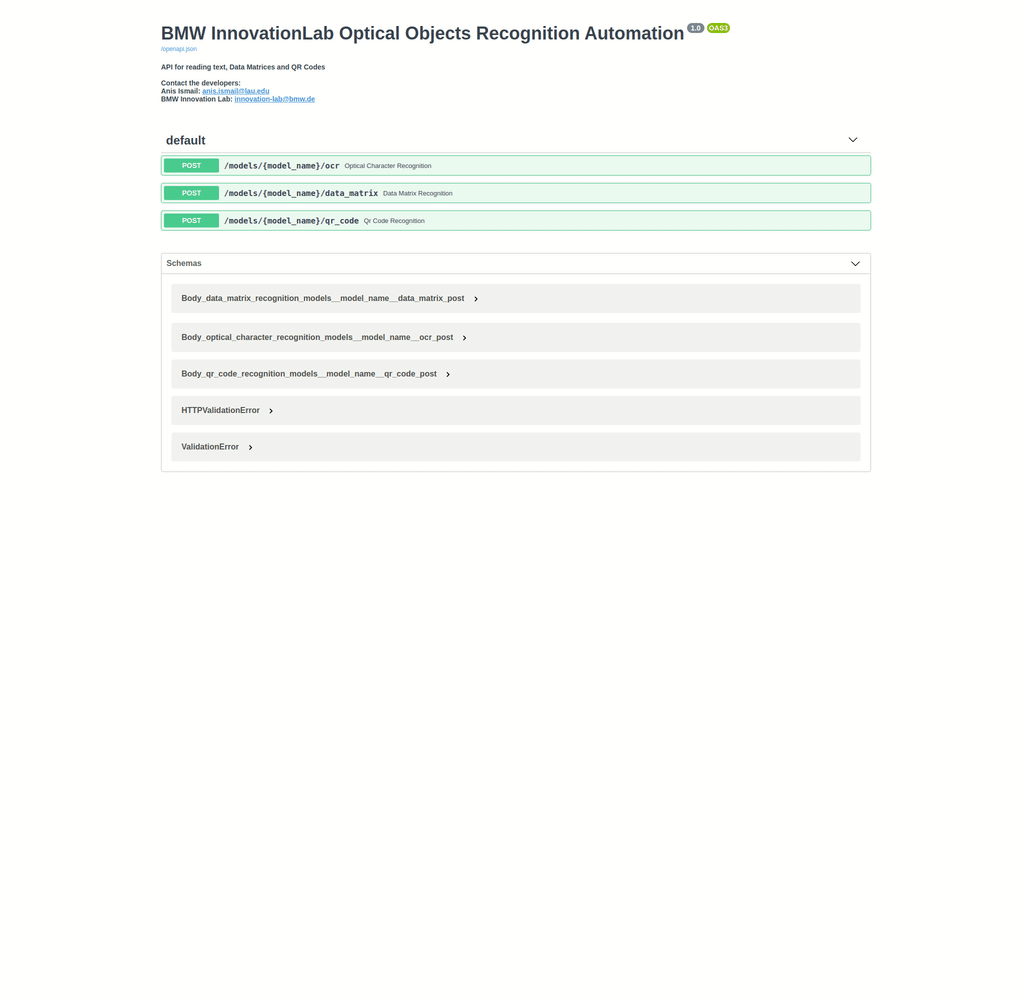 BMW InnovationLab Optical Objects Recognition Automation 1.0 OAS3
/openapi.json
API for reading text, Data Matrices and QR Codes
Contact the developers:
Anis Ismail: anis.ismail@lau.edu
BMW Innovation Lab: innovation-lab@bmw.de
default
POST /models/{model_name}/ocr Optical Character Recognition
POST /models/{model_name}/data_matrix Data Matrix Recognition
POST /models/{model_name}/qr_code Qr Code Recognition
Schemas
Body_data_matrix_recognition_models__model_name__data_matrix_post
Body_optical_character_recognition_models__model_name__ocr_post
Body_qr_code_recognition_models__model_name__qr_code_post
HTTPValidationError
ValidationError